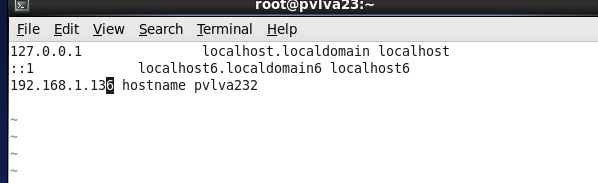 root@pvlva23:~
File Edit View Search Terminal Help
127.0.0.1 localhost.localdomain localhost
::1 localhost6.localdomain6 localhost6
192.168.1.136 hostname pvlva232
~
~
~
~